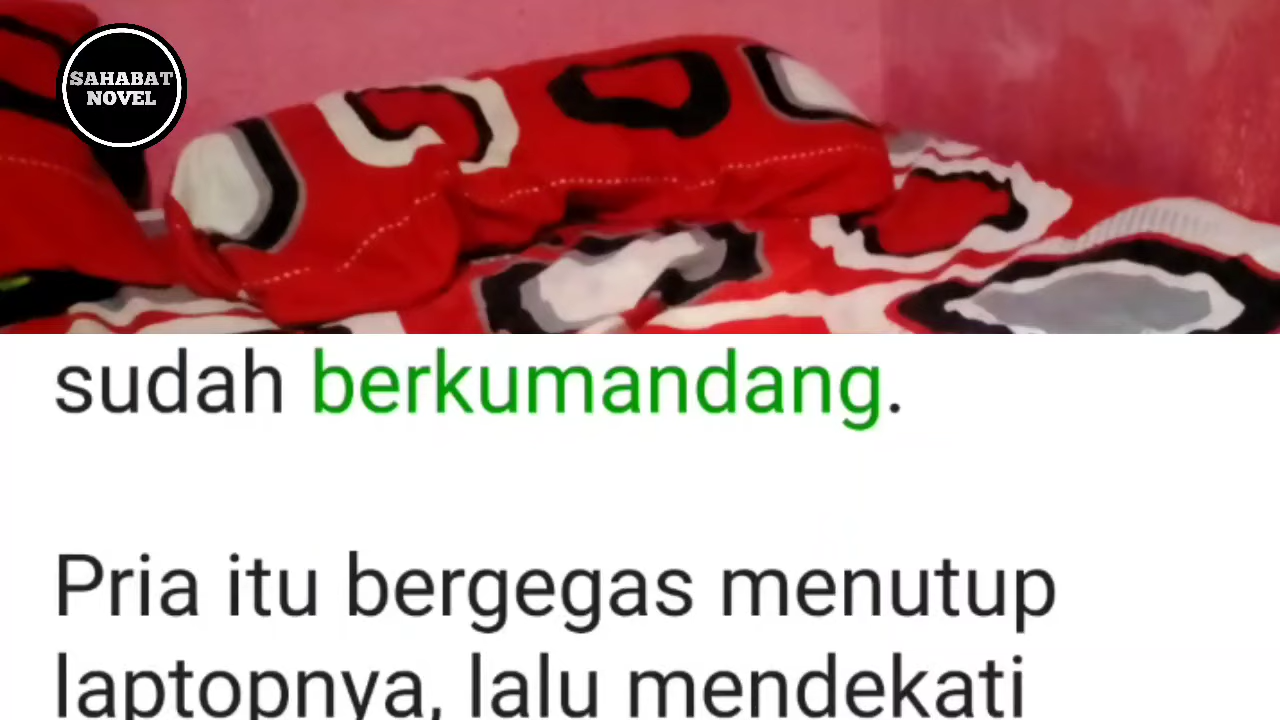 SAHABAT
NOVEL
sudah berkumandang.
Pria itu bergegas menutup
laptopnya, lalu mendekati